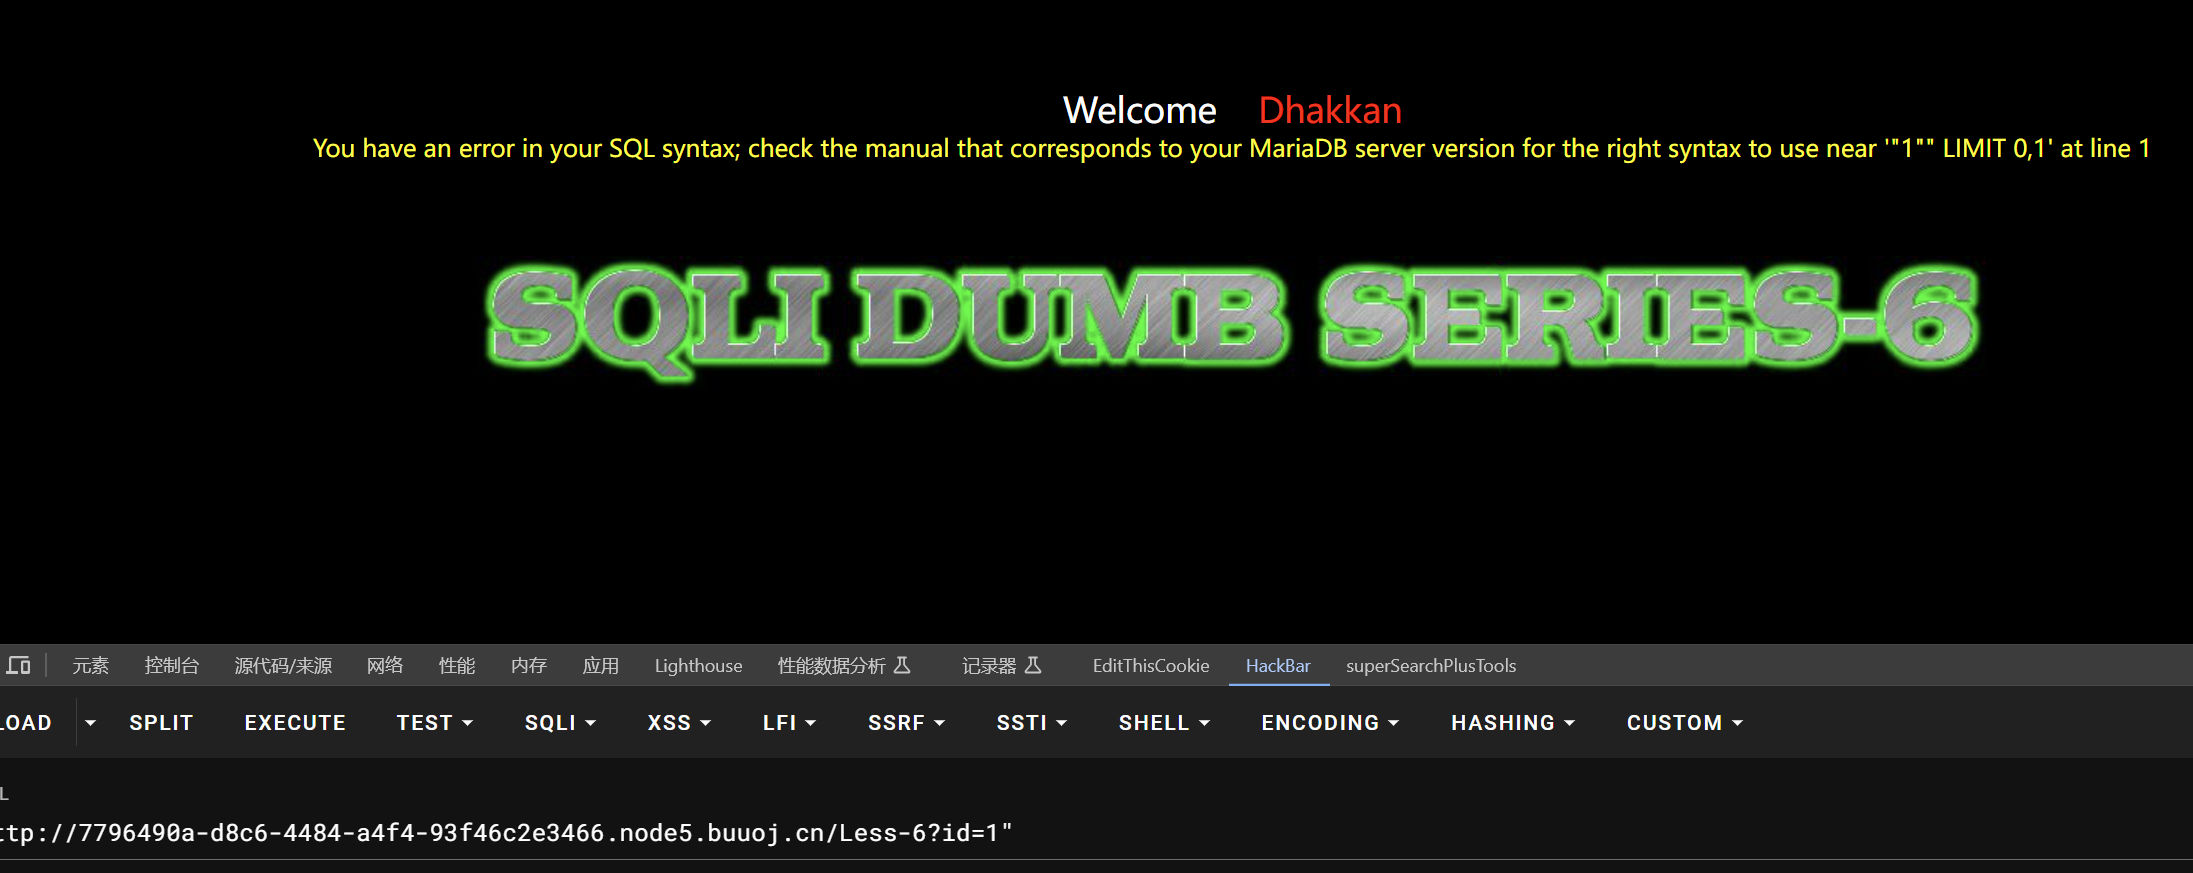 Welcome Dhakkan
You have an error in your SQL syntax; check the manual that corresponds to your MariaDB server version for the right syntax to use near '"1"" LIMIT 0,1' at line 1
SQLI DUMB SERIES-6
元素 控制台 源代码/来源 网络 性能 内存 应用 Lighthouse 性能数据分析 记录器 EditThisCookie HackBar superSearchPlusTools
LOAD SPLIT EXECUTE TEST SQLI XSS LFI SSRF SSTI SHELL ENCODING HASHING CUSTOM
L
ttp://7796490a-d8c6-4484-a4f4-93f46c2e3466.node5.buuoj.cn/Less-6?id=1"